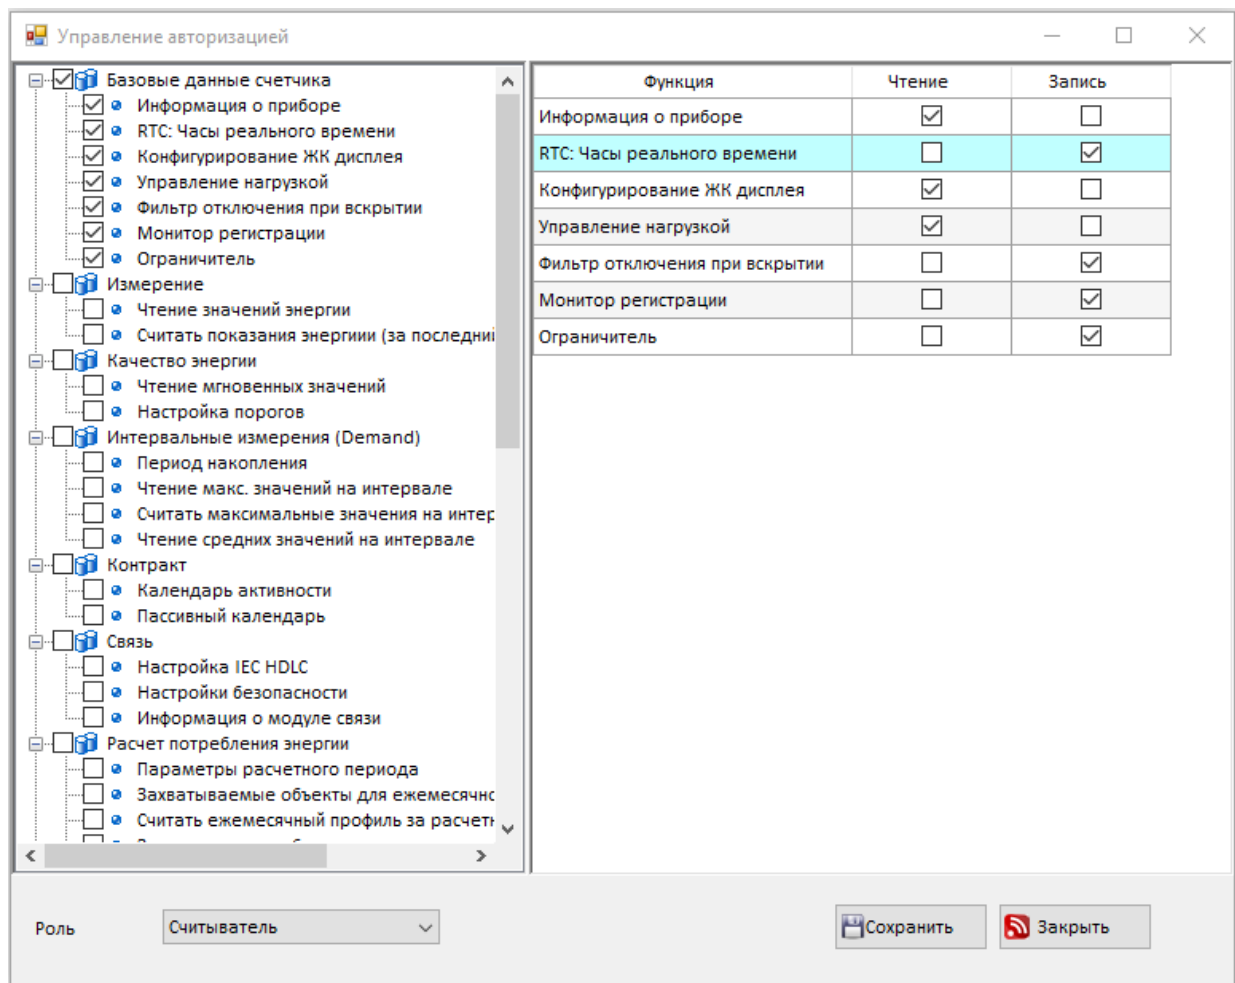 Управление авторизацией
Базовые данные счетчика
Информация о приборе
RTC: Часы реального времени
Конфигурирование ЖК дисплея
Управление нагрузкой
Фильтр отключения при вскрытии
Монитор регистрации
Ограничитель
Измерение
Чтение значений энергии
Считать показания энергиии (за последний
Качество энергии
Чтение мгновенных значений
Настройка порогов
Интервальные измерения (Demand)
Период накопления
Чтение макс. значений на интервале
Считать максимальные значения на интер
Чтение средних значений на интервале
Контракт
Календарь активности
Пассивный календарь
Связь
Настройка IEC HDLC
Настройки безопасности
Информация о модуле связи
Расчет потребления энергии
Параметры расчетного периода
Захватываемые объекты для ежемесячно
Считать ежемесячный профиль за расчетн
Функция Чтение Запись
Информация о приборе
RTC: Часы реального времени
Конфигурирование ЖК дисплея
Управление нагрузкой
Фильтр отключения при вскрытии
Монитор регистрации
Ограничитель
Роль Считыватель Сохранить Закрыть